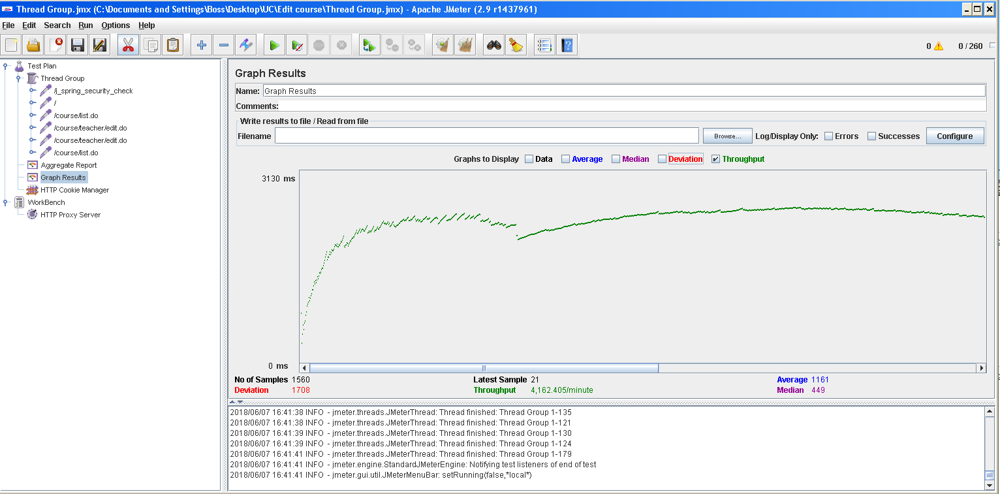 Thread Group.jmx (C:\Documents and Settings\Boss\Desktop\UC\Edit course\Thread Group.jmx) - Apache JMeter (2.9 r1437961)
File Edit Search Run Options Help
0 0 / 260
Test Plan
Thread Group
/j_spring_security_check
/
/course/list.do
/course/teacher/edit.do
/course/teacher/edit.do
/course/list.do
Aggregate Report
Graph Results
HTTP Cookie Manager
WorkBench
HTTP Proxy Server
Graph Results
Name: Graph Results
Comments:
Write results to file / Read from file
Filename Browse... Log/Display Only: Errors Successes Configure
Graphs to Display Data Average Median Deviation Throughput
3130 ms
0 ms
No of Samples 1560 Latest Sample 21 Average 1161
Deviation 1708 Throughput 4,162.405/minute Median 449
2018/06/07 16:41:38 INFO - jmeter.threads.JMeterThread: Thread finished: Thread Group 1-135
2018/06/07 16:41:38 INFO - jmeter.threads.JMeterThread: Thread finished: Thread Group 1-121
2018/06/07 16:41:39 INFO - jmeter.threads.JMeterThread: Thread finished: Thread Group 1-130
2018/06/07 16:41:39 INFO - jmeter.threads.JMeterThread: Thread finished: Thread Group 1-124
2018/06/07 16:41:41 INFO - jmeter.threads.JMeterThread: Thread finished: Thread Group 1-179
2018/06/07 16:41:41 INFO - jmeter.engine.StandardJMeterEngine: Notifying test listeners of end of test
2018/06/07 16:41:41 INFO - jmeter.gui.util.JMeterMenuBar: setRunning(false,*local*)